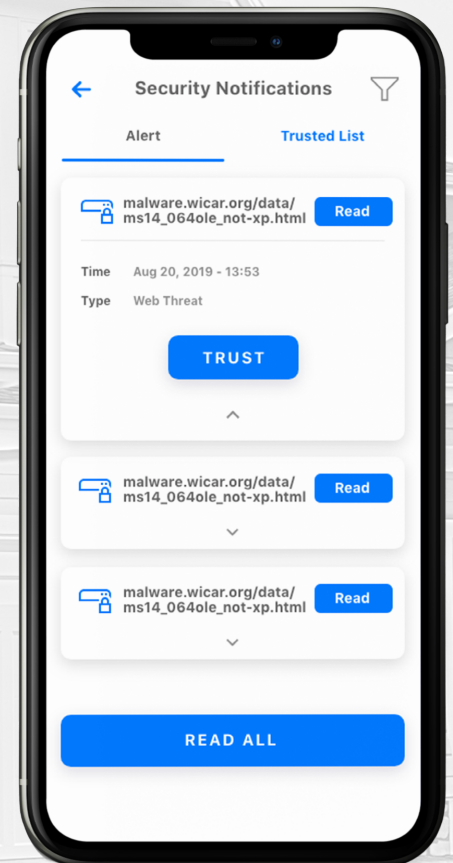 Security Notifications
Alert
Trusted List
malware.wicar.org/data/
ms14_064ole_not-xp.html
Read
Time Aug 20, 2019 - 13:53
Type Web Threat
TRUST
malware.wicar.org/data/
ms14_064ole_not-xp.html
Read
malware.wicar.org/data/
ms14_064ole_not-xp.html
Read
READ ALL